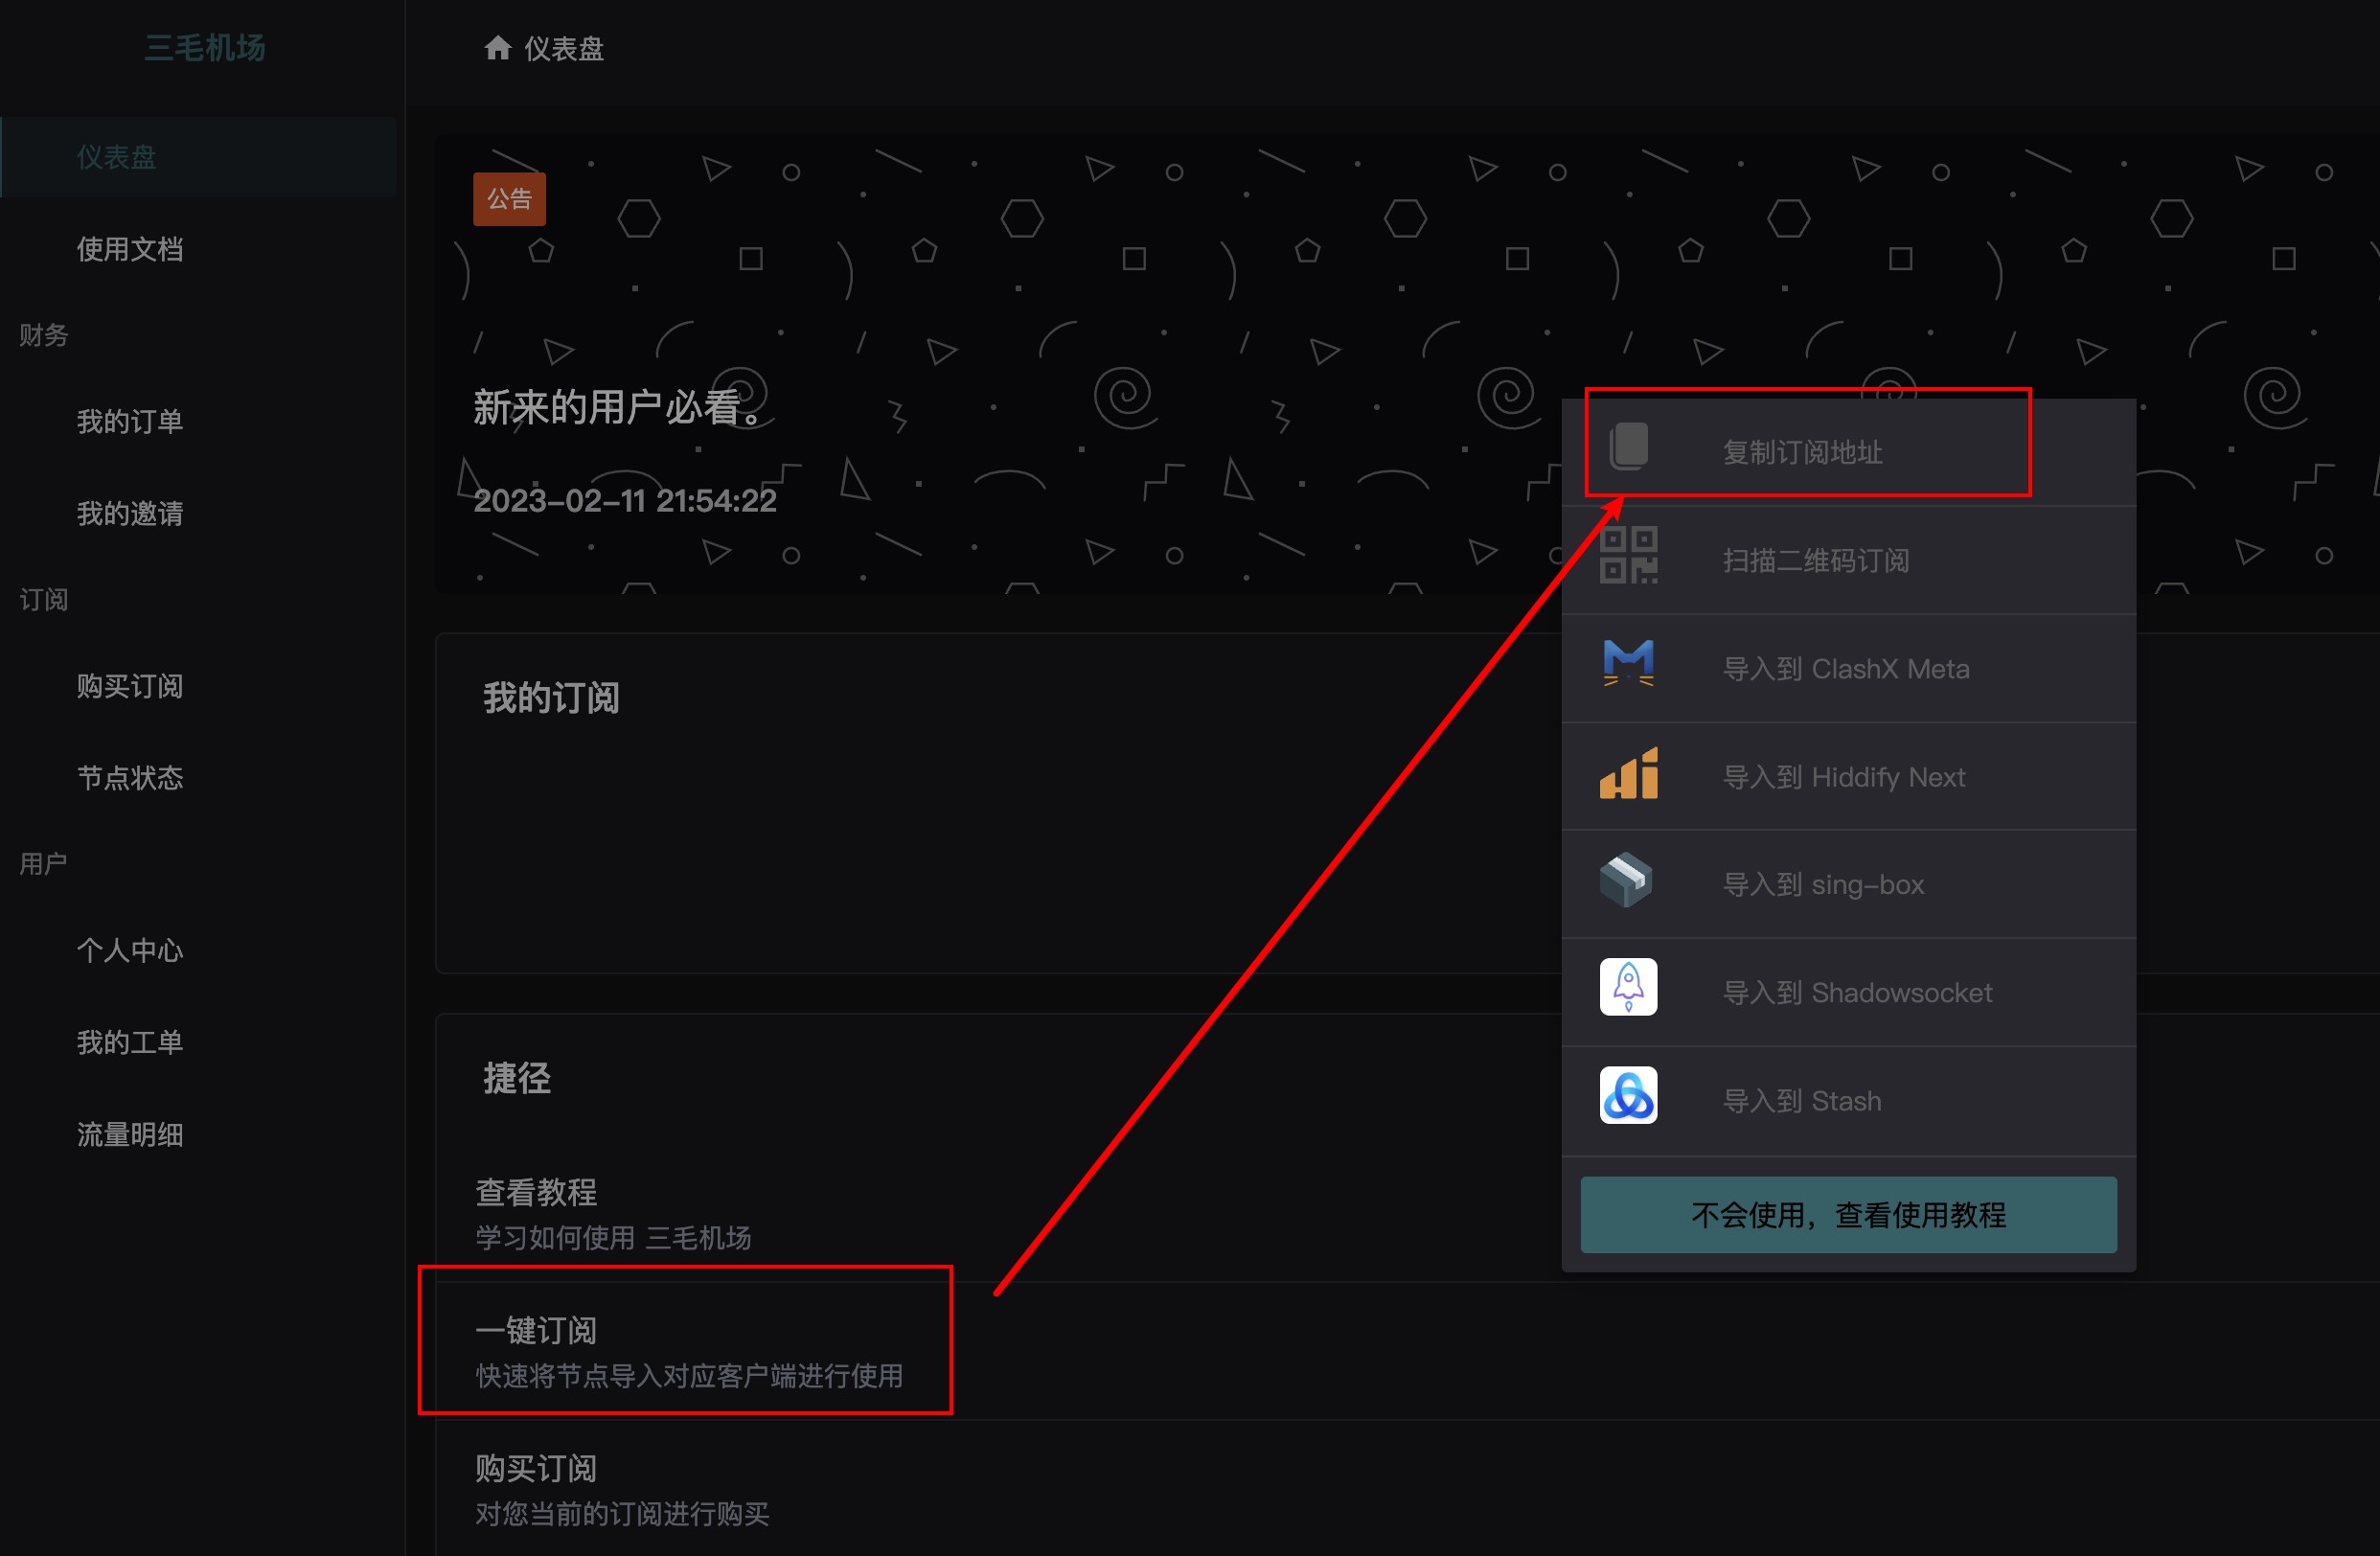 三毛机场
仪表盘
使用文档
财务
我的订单
我的邀请
订阅
购买订阅
节点状态
用户
个人中心
我的工单
流量明细
仪表盘
公告
新来的用户必看。
2023-02-11 21:54:22
我的订阅
捷径
查看教程
学习如何使用 三毛机场
一键订阅
快速将节点导入对应客户端进行使用
购买订阅
对您当前的订阅进行购买
复制订阅地址
扫描二维码订阅
导入到 ClashX Meta
导入到 Hiddify Next
导入到 sing-box
导入到 Shadowsocket
导入到 Stash
不会使用，查看使用教程